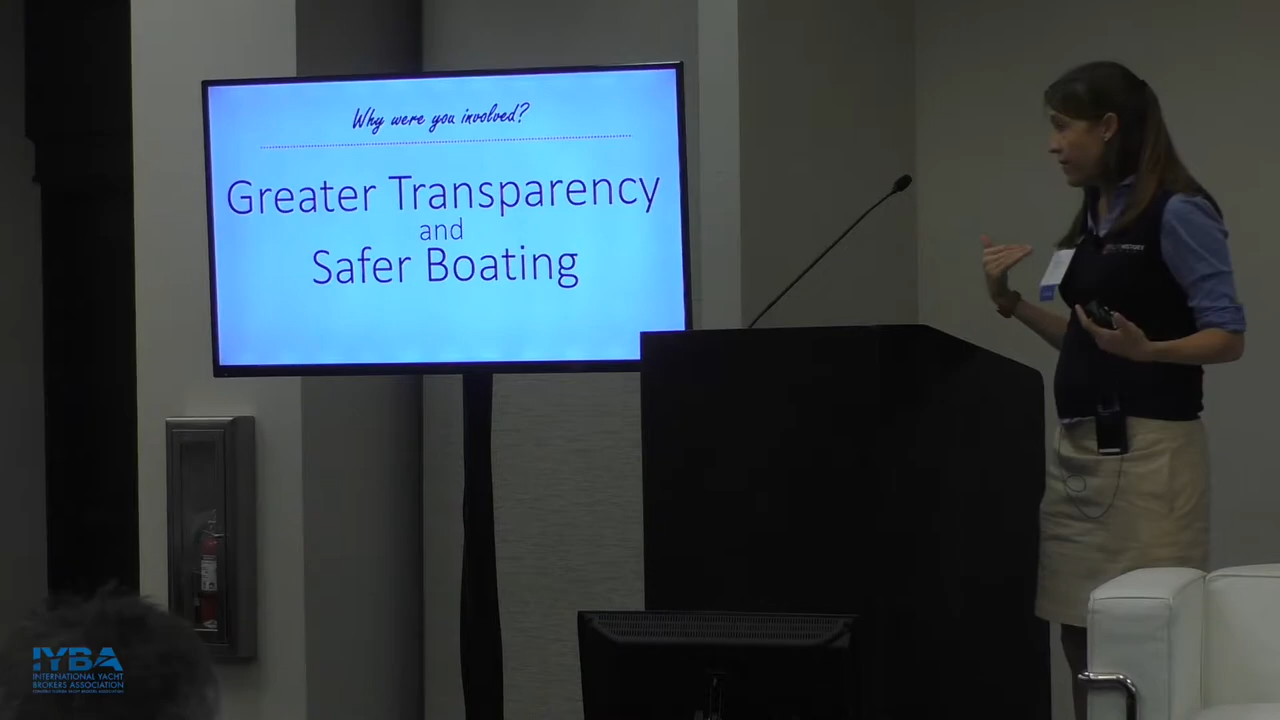 Why were you involved?
Greater Transparency
and
Safer Boating
IYBA
INTERNATIONAL YACHT
BROKERS ASSOCIATION